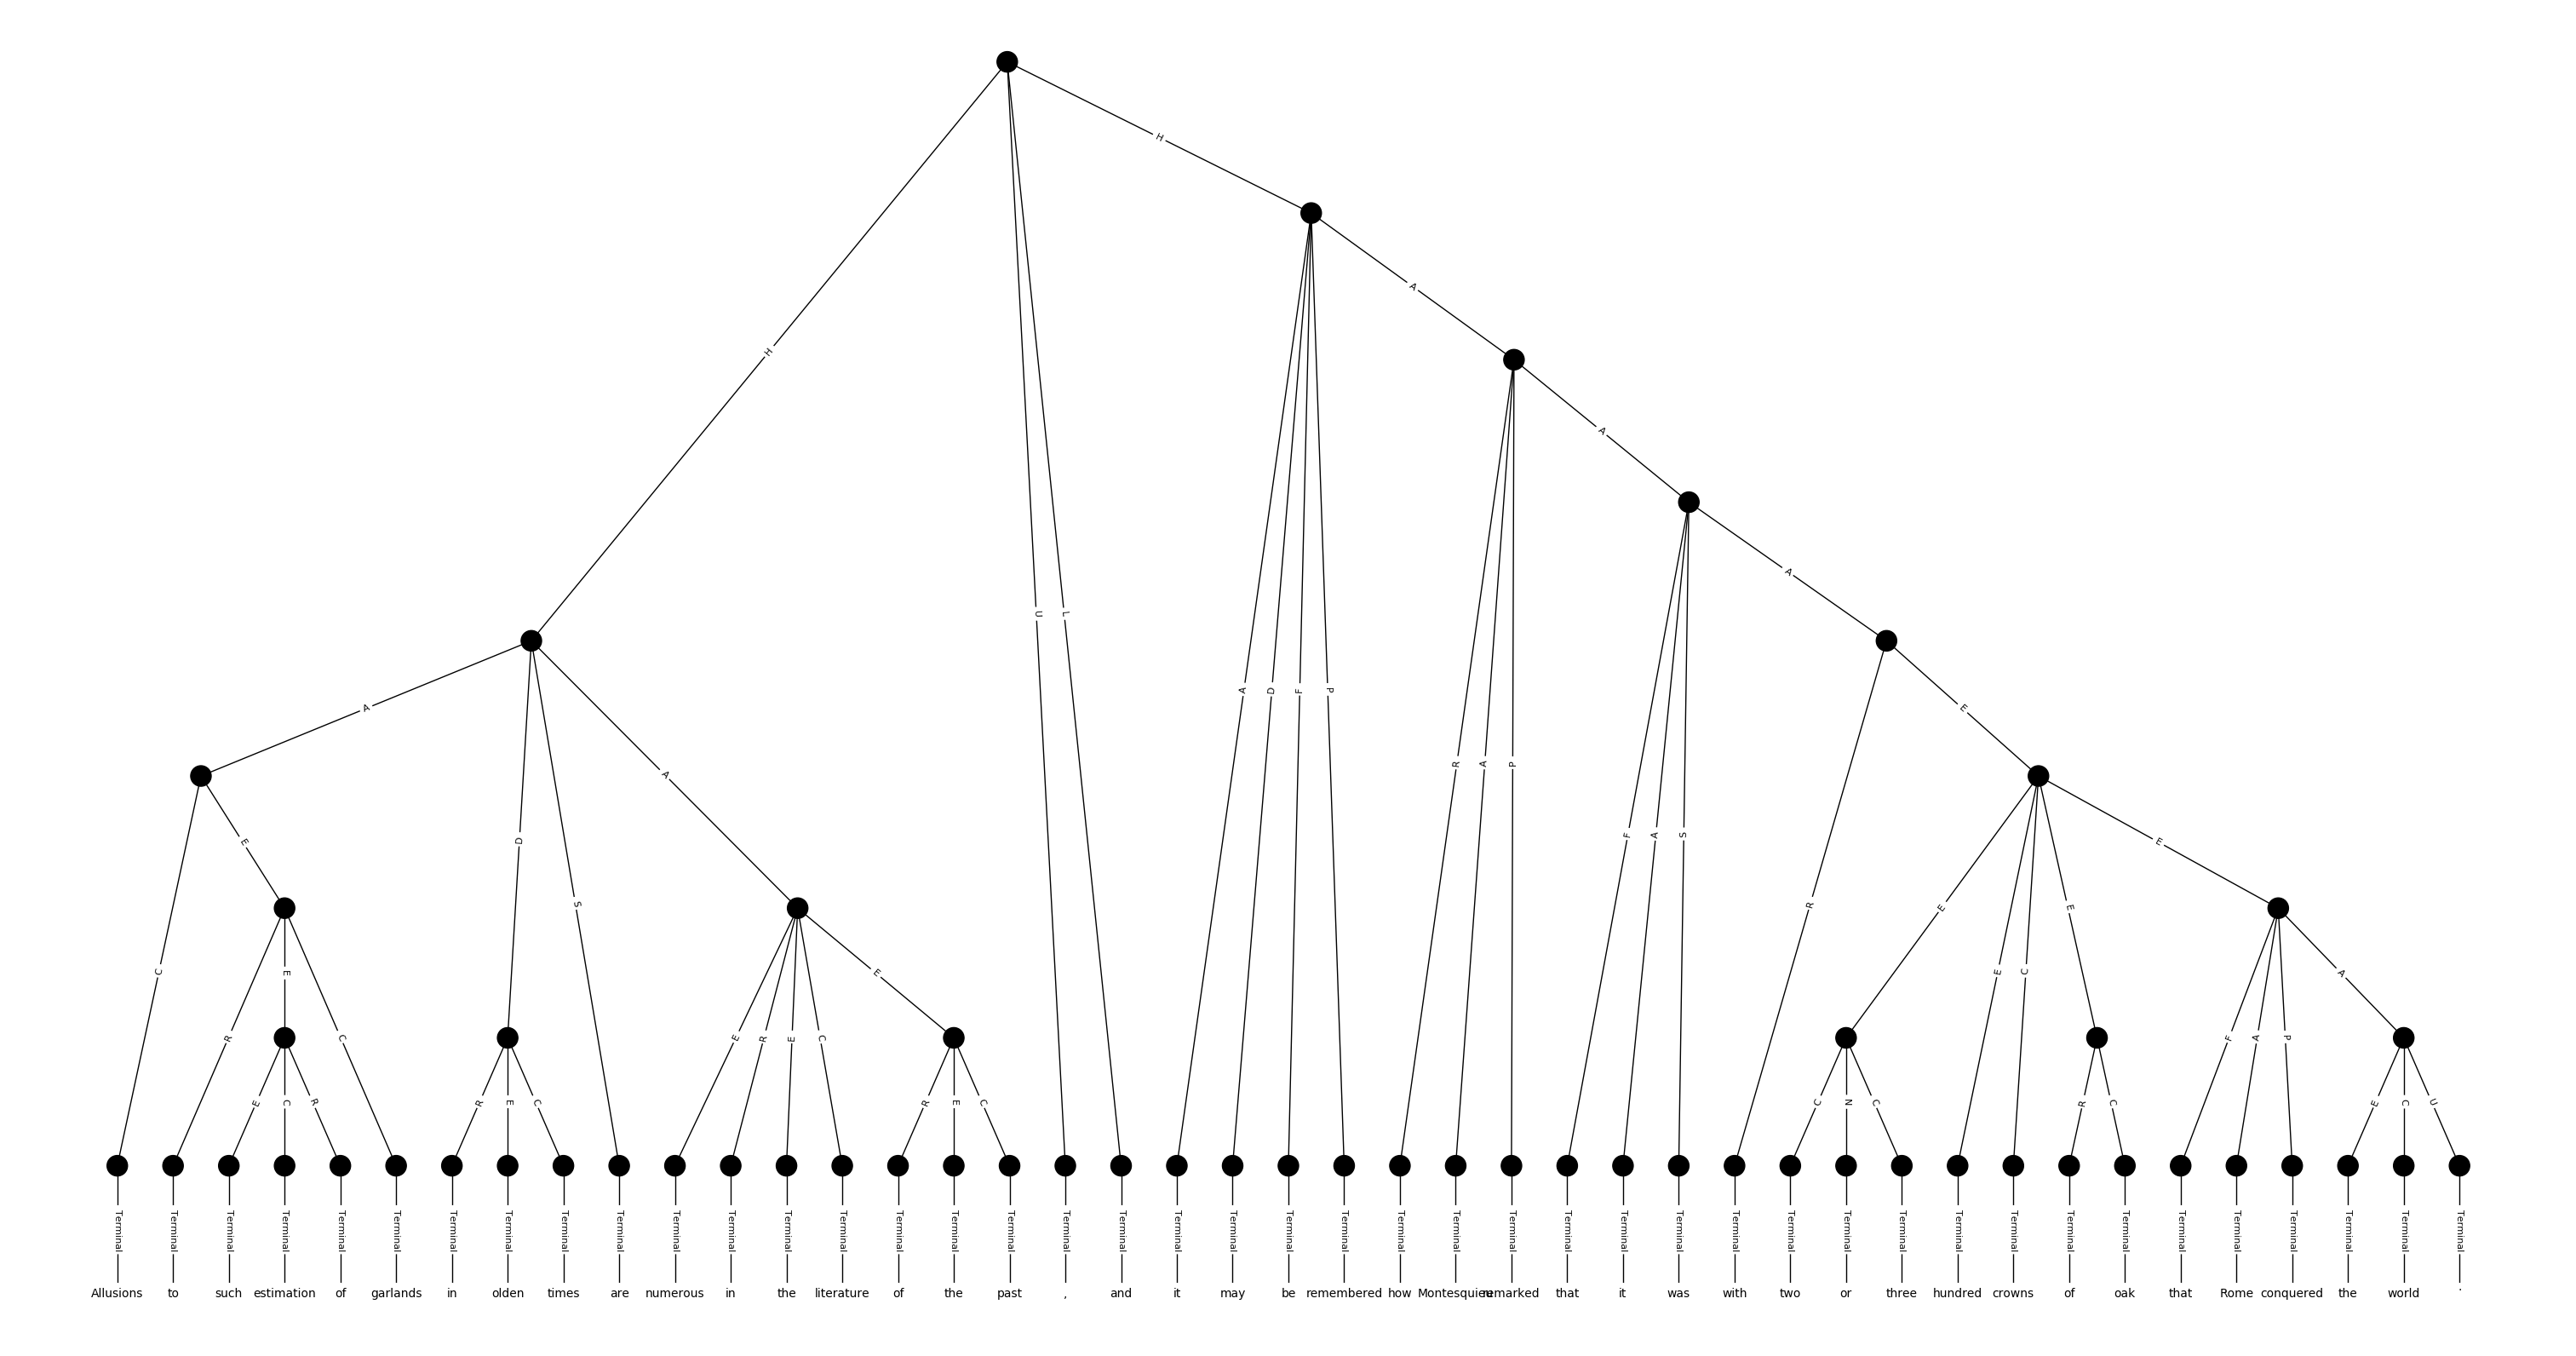 H
H
A
A
H
A
A
U
L
E
A
A
D
F
P
A
E
R
A
P
D
F
A
S
E
E
S
R
E
C
E
E
E
C
E
A
R
C
E
R
E
C
F
A
P
E
C
R
R
E
C
R
E
C
C
N
C
R
C
E
C
U
Terminal Terminal Terminal Terminal Terminal Terminal Terminal Terminal Terminal Terminal Terminal Terminal Terminal Terminal Terminal Terminal Terminal Terminal Terminal Terminal Terminal Terminal Terminal Terminal Terminal Terminal Terminal Terminal Terminal Terminal Terminal Terminal Terminal Terminal Terminal Terminal Terminal Terminal Terminal Terminal Terminal Terminal Terminal
Allusions to such estimation of garlands in olden times are numerous in the literature of the past , and it may be remembered how Montesquieu remarked that it was with two or three hundred crowns of oak that Rome conquered the world .